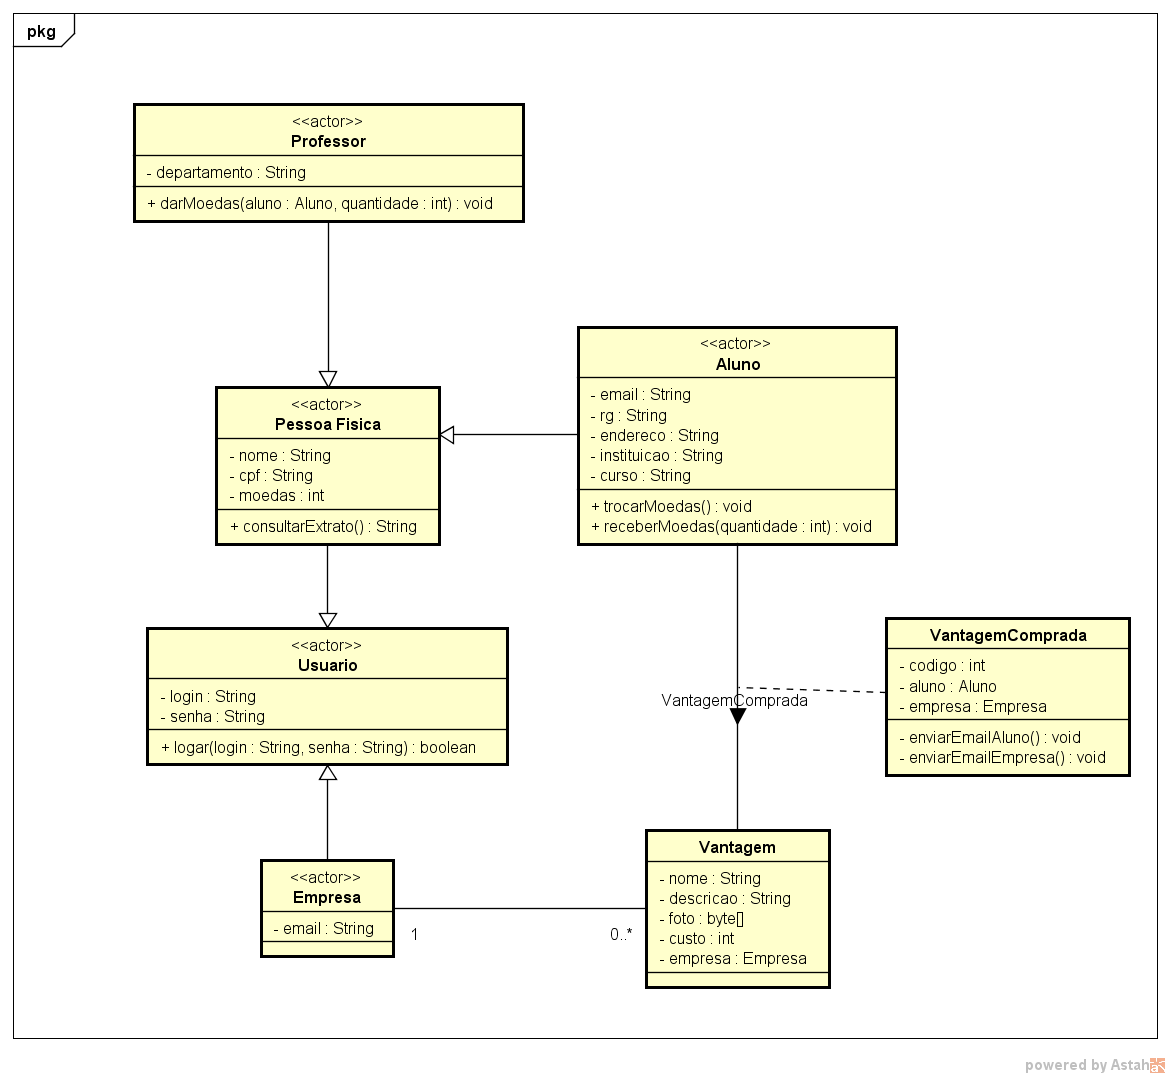 pkg
<<actor>>
Professor
- departamento : String
+ darMoedas(aluno : Aluno, quantidade : int) : void
<<actor>>
Aluno
- email : String
- rg : String
- endereco : String
- instituicao : String
- curso : String
+ trocarMoedas() : void
+ receberMoedas(quantidade : int) : void
<<actor>>
Pessoa Fisica
- nome : String
- cpf : String
- moedas : int
+ consultarExtrato() : String
<<actor>>
Usuario
- login : String
- senha : String
+ logar(login : String, senha : String) : boolean
VantagemComprada
VantagemComprada
- codigo : int
- aluno : Aluno
- empresa : Empresa
- enviarEmailAluno() : void
- enviarEmailEmpresa() : void
<<actor>>
Empresa
- email : String
1
0..*
Vantagem
- nome : String
- descricao : String
- foto : byte[]
- custo : int
- empresa : Empresa
powered by Astah